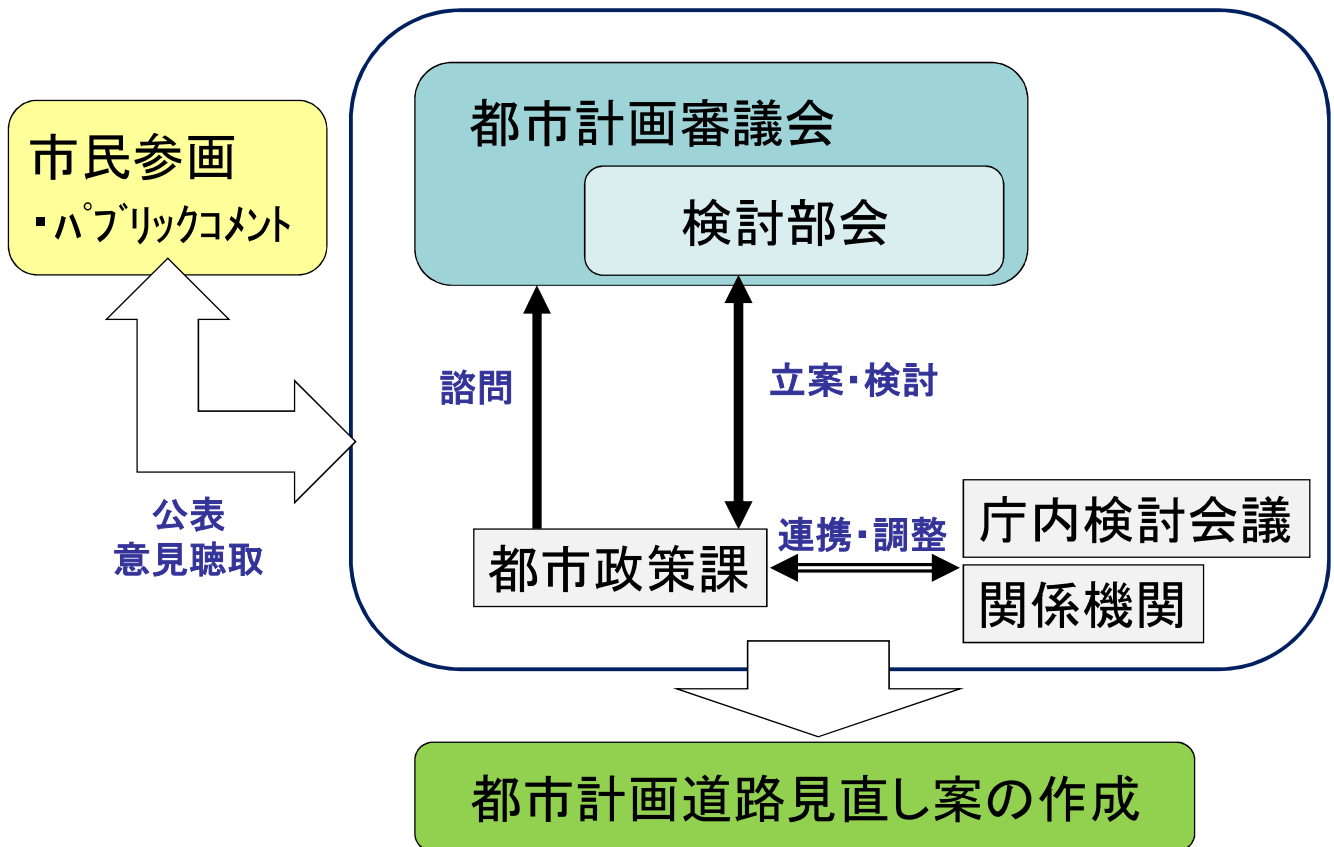 都市計画審議会
検討部会
市民参画
・パブリックコメント
諮問
立案・検討
公表
意見聴取
都市政策課
連携・調整
庁内検討会議
関係機関
都市計画道路見直し案の作成